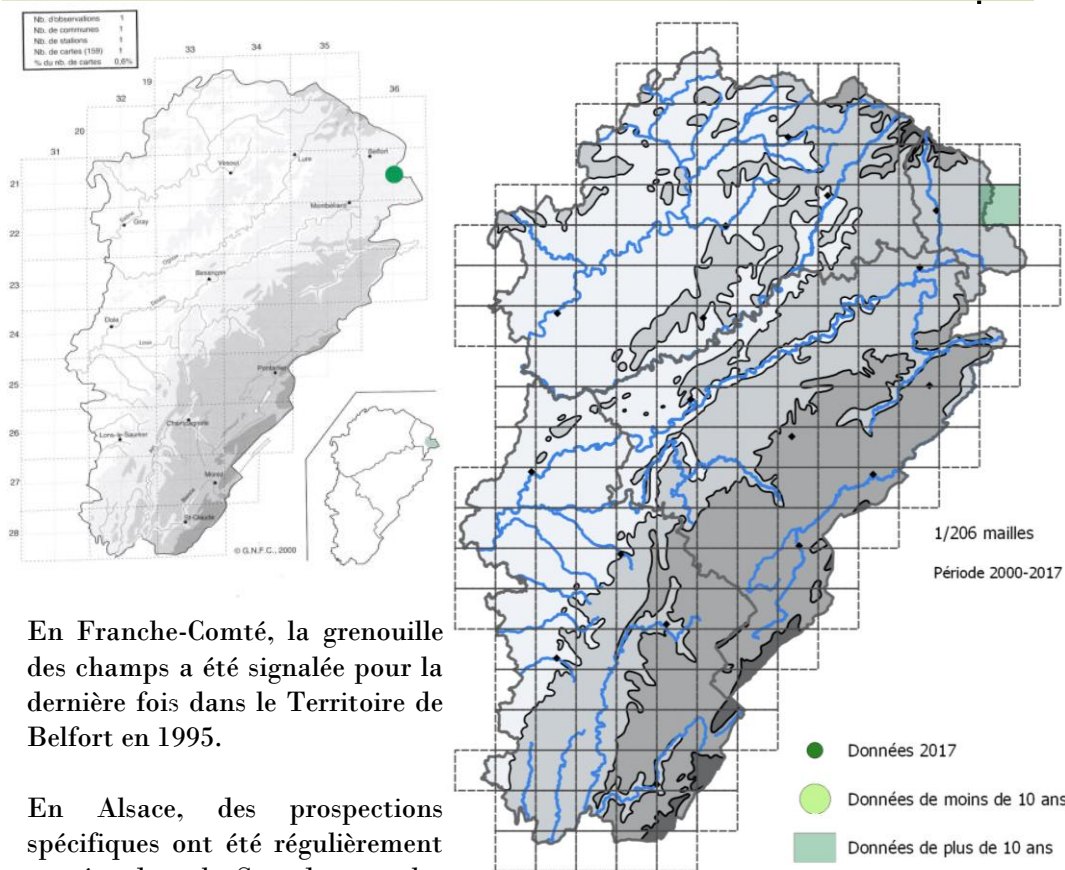 Nb. d'observations 1
Nb. de communes 1
Nb. de stations 1
Nb. de cartes (159) 1
% du nb. de cartes 0,6%
33
34
35
36
19
32
20
31
21
22
23
24
25
26
27
28
Vesoul
Lure
Belfort
Montbéliard
Gray
Besançon
Dole
Loue
Pontarlier
Champagnole
Lons-le-Saunier
Morez
St-Claude
© G.N.F.C., 2000
1/206 mailles
Période 2000-2017
En Franche-Comté, la grenouille
des champs a été signalée pour la
dernière fois dans le Territoire de
Belfort en 1995.
En Alsace, des prospections
spécifiques ont été régulièrement
Données 2017
Données de moins de 10 ans
Données de plus de 10 ans